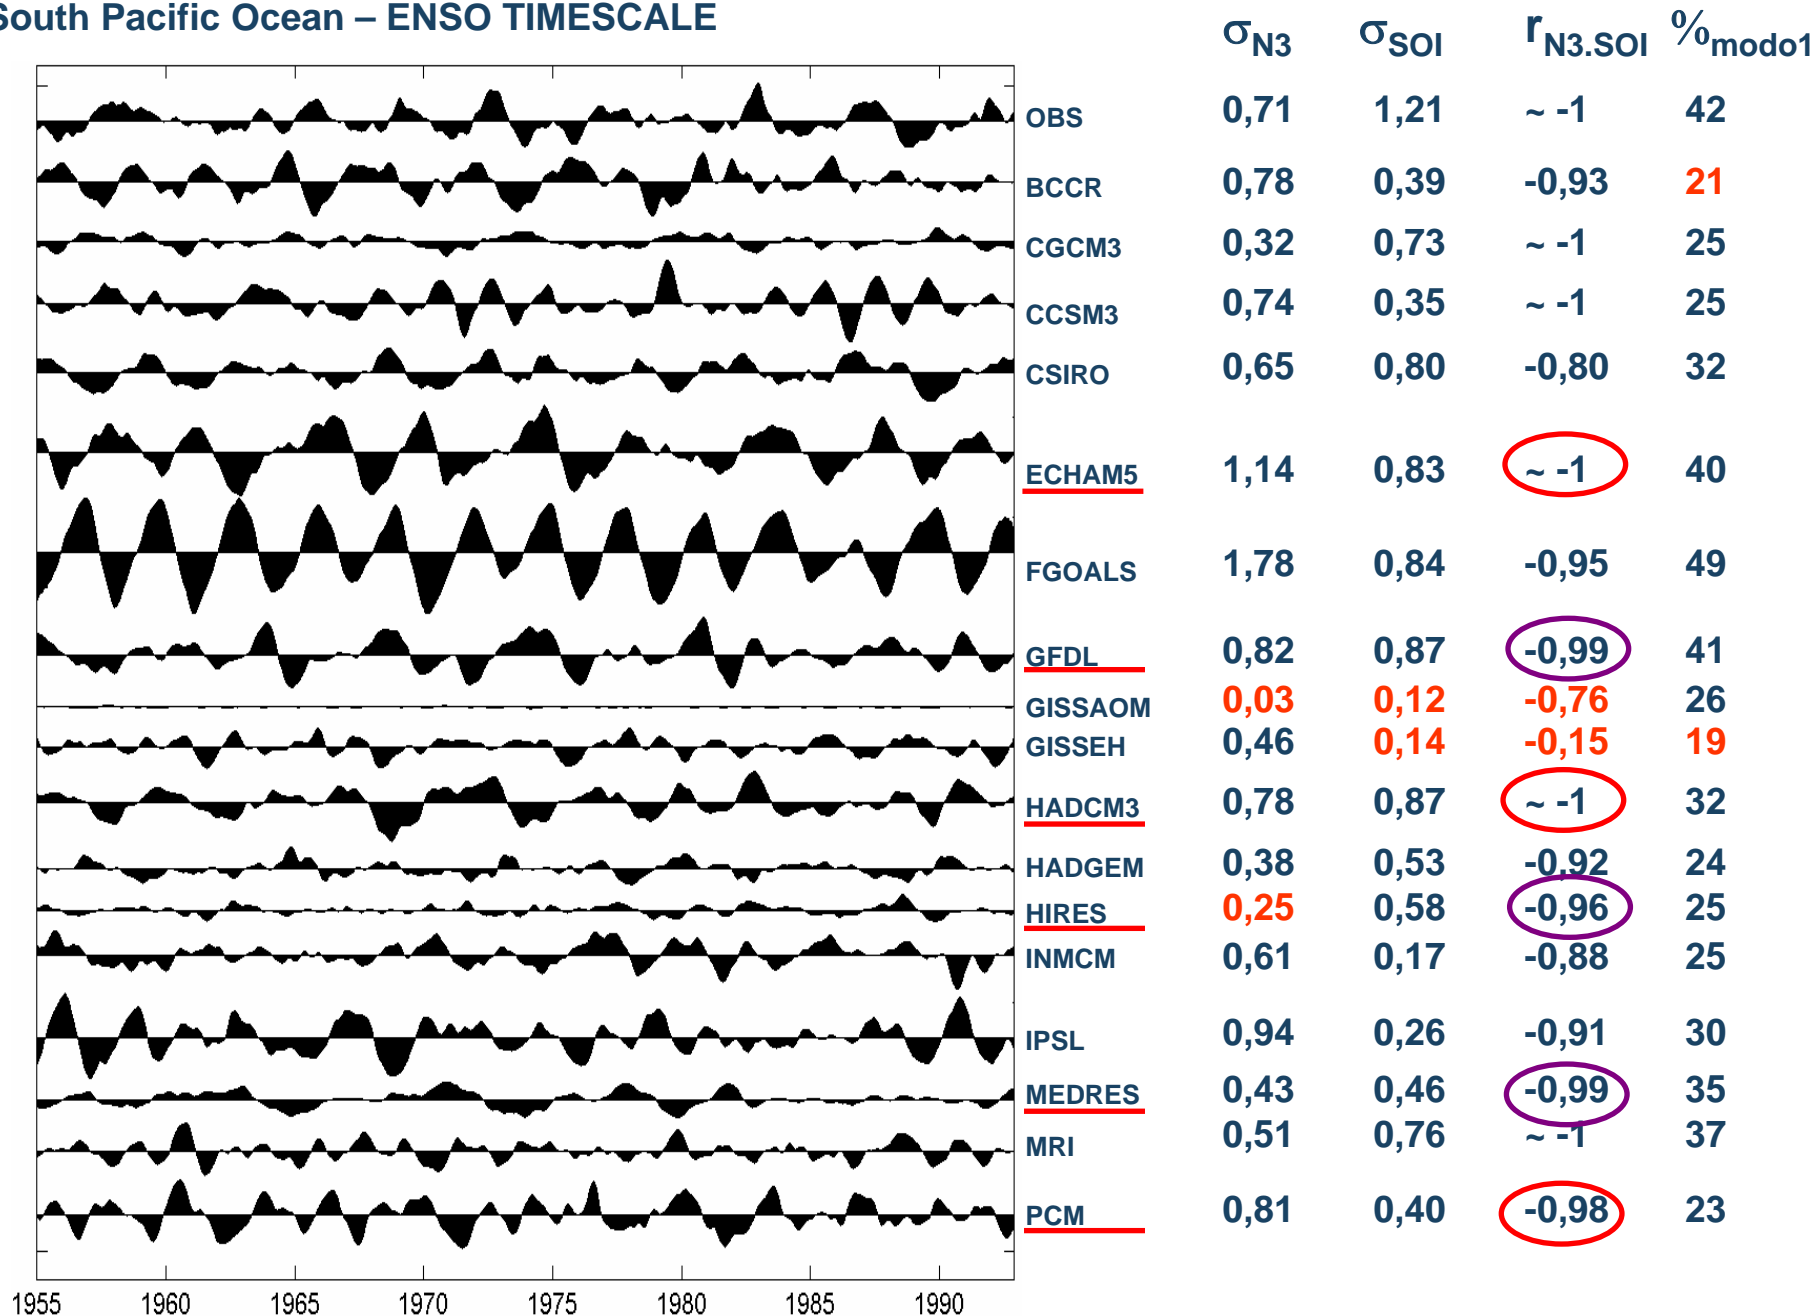 South Pacific Ocean – ENSO TIMESCALE
σN3 σSOI rN3.SOI %modo1
OBS 0,71 1,21 ~ -1 42
BCCR 0,78 0,39 -0,93 21
CGCM3 0,32 0,73 ~ -1 25
CCSM3 0,74 0,35 ~ -1 25
CSIRO 0,65 0,80 -0,80 32
ECHAM5 1,14 0,83 ~ -1 40
FGOALS 1,78 0,84 -0,95 49
GFDL 0,82 0,87 -0,99 41
GISSAOM 0,03 0,12 -0,76 26
GISSEH 0,46 0,14 -0,15 19
HADCM3 0,78 0,87 ~ -1 32
HADGEM 0,38 0,53 -0,92 24
HIRES 0,25 0,58 -0,96 25
INMCM 0,61 0,17 -0,88 25
IPSL 0,94 0,26 -0,91 30
MEDRES 0,43 0,46 -0,99 35
MRI 0,51 0,76 ~ -1 37
PCM 0,81 0,40 -0,98 23
1955 1960 1965 1970 1975 1980 1985 1990